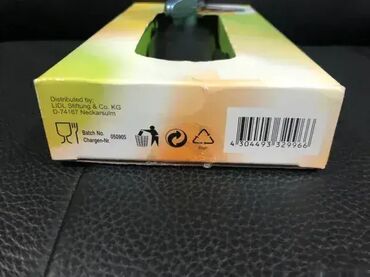 Distributed by:
LIDL Stiftung & Co. KG
D-74167 Neckarsulm
Batch No. 050905
Chargen-Nr.
4 304493 329966